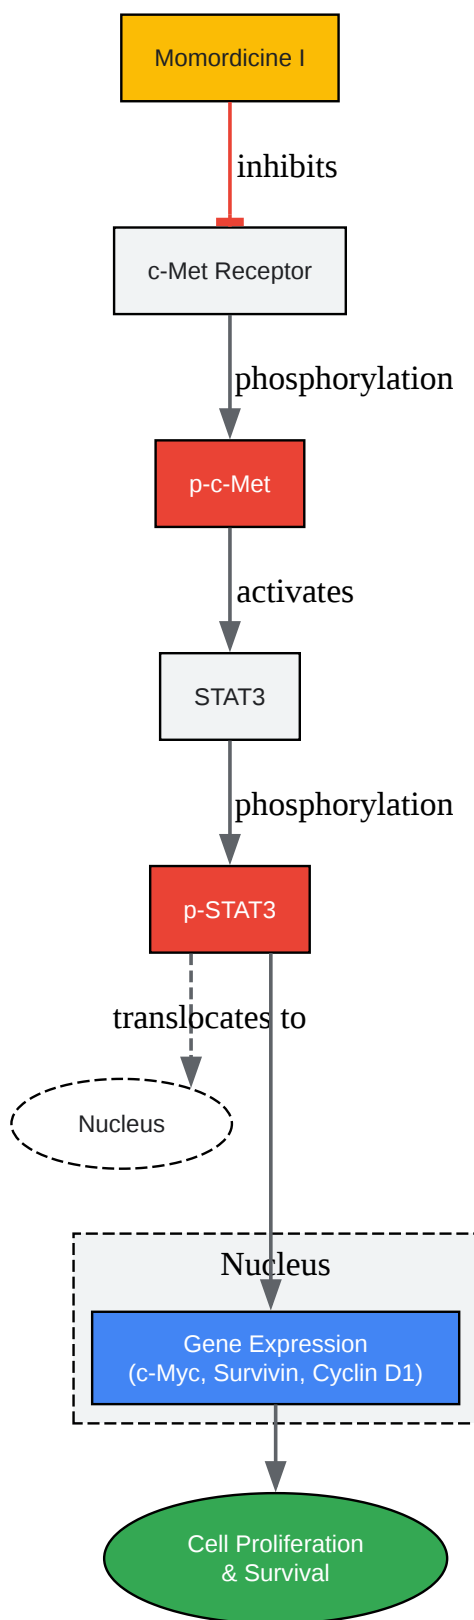 Momordicine I
inhibits
c-Met Receptor
phosphorylation
p-c-Met
activates
STAT3
phosphorylation
p-STAT3
translocates to
Nucleus
Nucleus
Gene Expression
(c-Myc, Survivin, Cyclin D1)
Cell Proliferation
& Survival